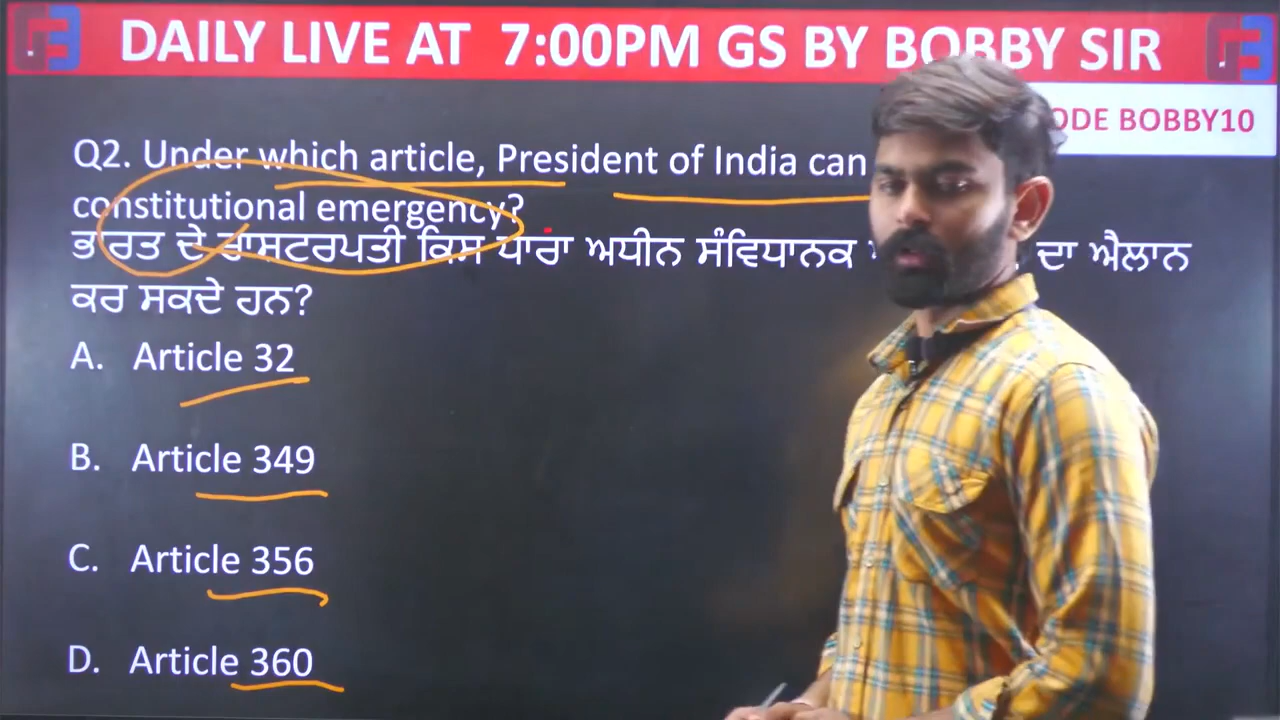 DAILY LIVE AT 7:00PM GS BY BOBBY SIR
ODE BOBBY10
Q2. Under which article, President of India can
constitutional emergency?
ਭਾਰਤ ਦੇ ਰਾਸਟਰਪਤੀ ਕਿਸ ਧਾਰਾ ਅਧੀਨ ਸੰਵਿਧਾਨਕ ਦਾ ਐਲਾਨ
ਕਰ ਸਕਦੇ ਹਨ?
A. Article 32
B. Article 349
C. Article 356
D. Article 360